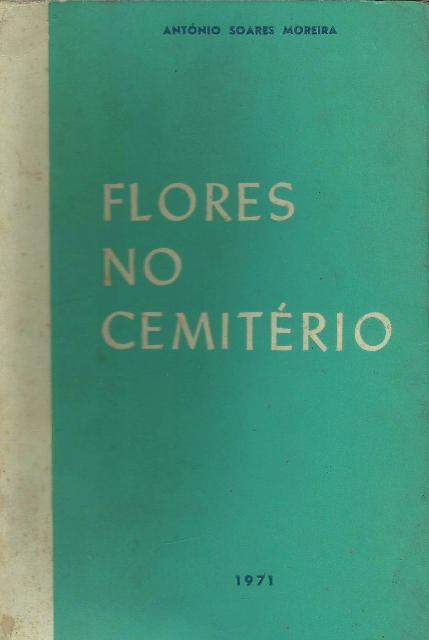 ANTÓNIO SOARES MOREIRA
FLORES
NO
CEMITÉRIO
1971